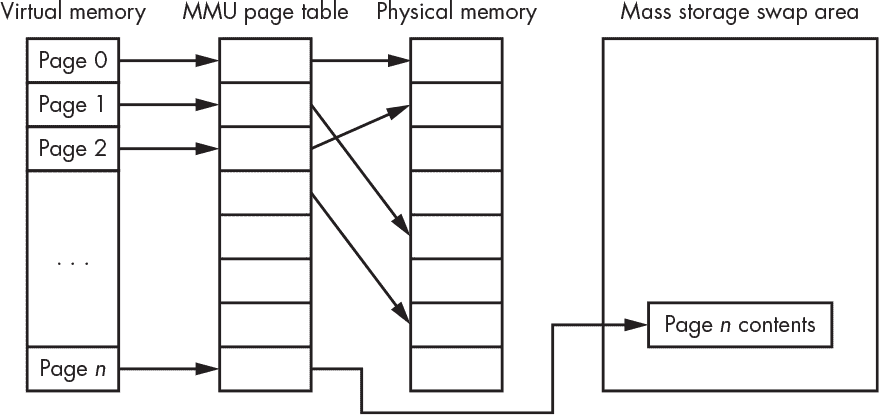 Virtual memory
MMU page table
Physical memory
Mass storage swap area
Page 0
Page 1
Page 2
. . .
Page n contents
Page n